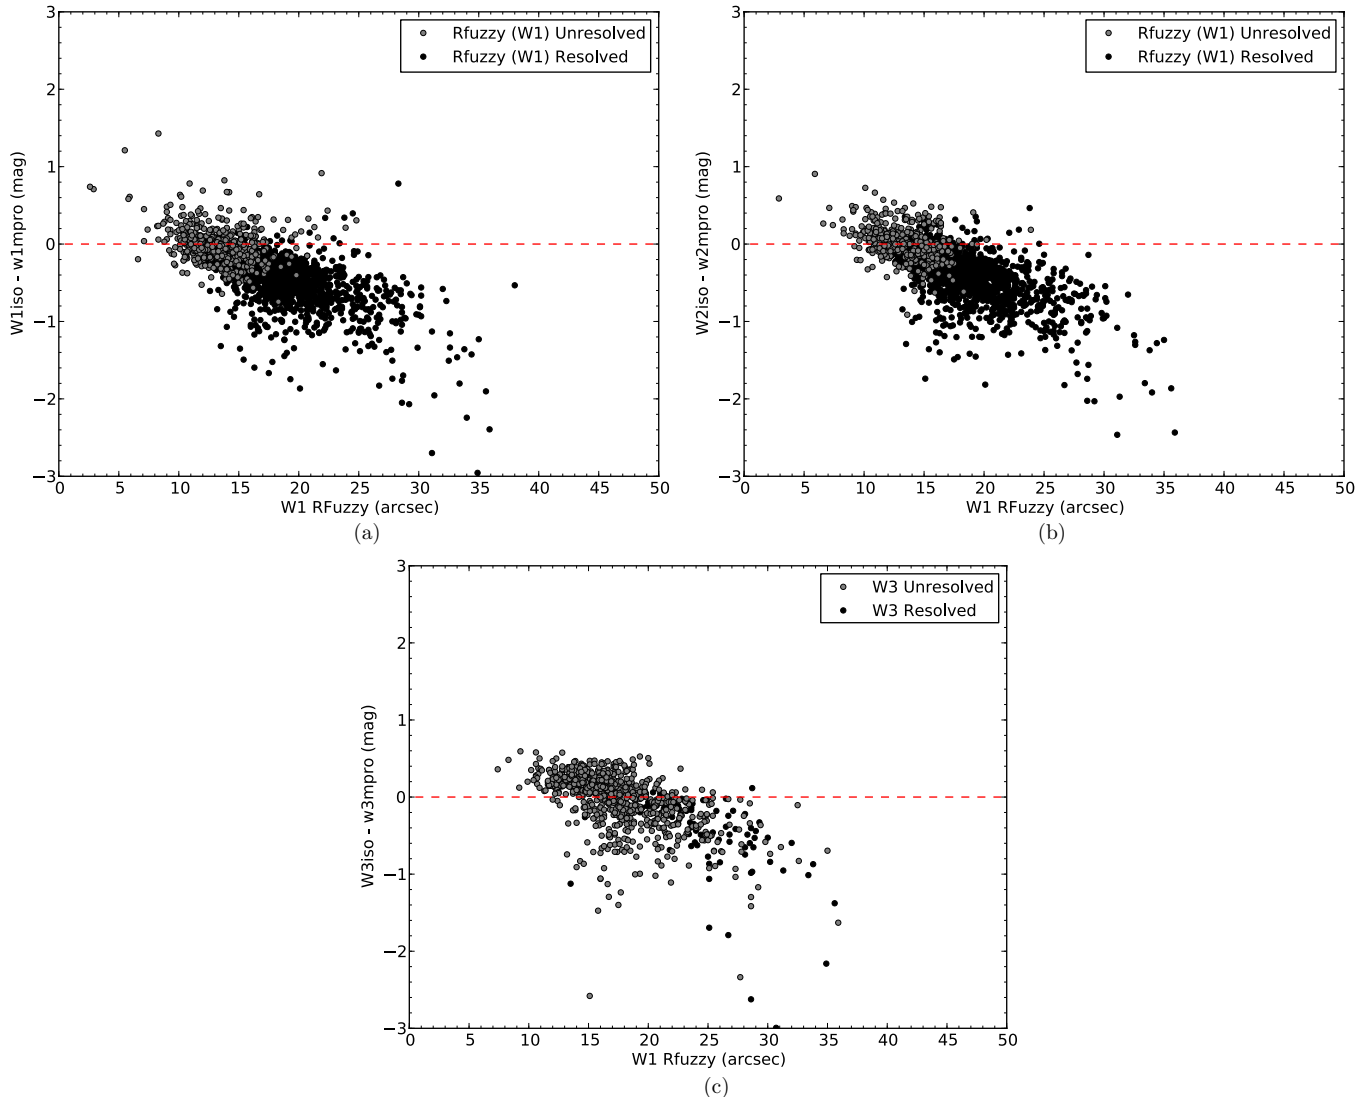 Rfuzzy (W1) Unresolved
Rfuzzy (W1) Resolved
W1iso - w1mpro (mag)
3
2
1
0
−1
−2
−3
0 5 10 15 20 25 30 35 40 45 50
W1 RFuzzy (arcsec)
(a)
Rfuzzy (W1) Unresolved
Rfuzzy (W1) Resolved
W2iso - w2mpro (mag)
3
2
1
0
−1
−2
−3
0 5 10 15 20 25 30 35 40 45 50
W1 RFuzzy (arcsec)
(b)
W3 Unresolved
W3 Resolved
W3iso - w3mpro (mag)
3
2
1
0
−1
−2
−3
0 5 10 15 20 25 30 35 40 45 50
W1 Rfuzzy (arcsec)
(c)